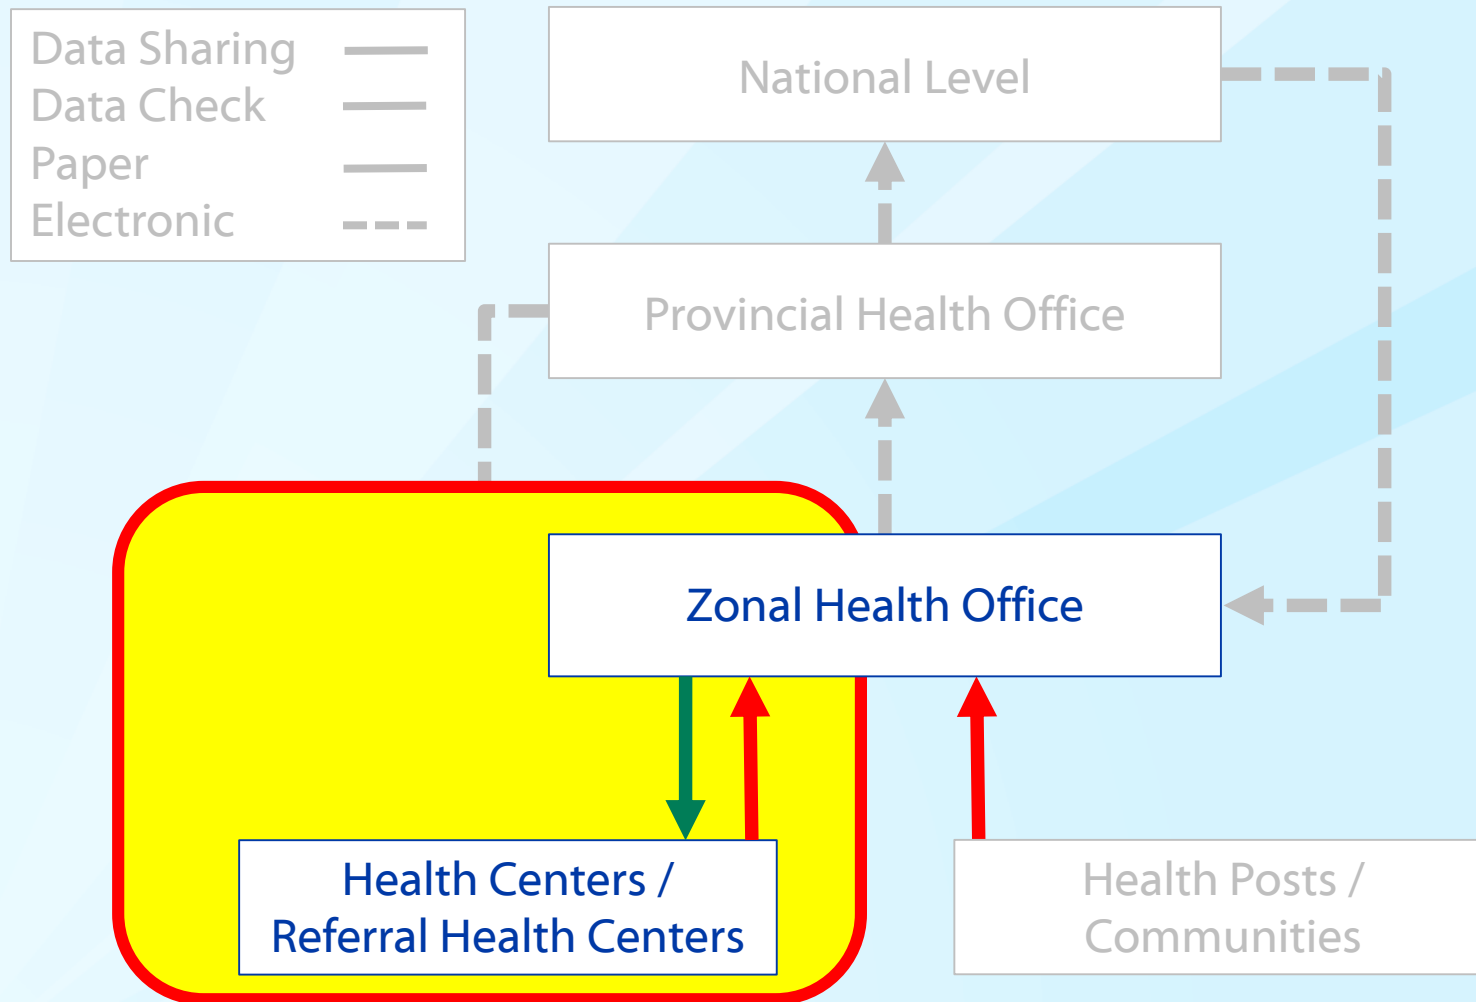 Data Sharing
Data Check
Paper
Electronic
National Level
Provincial Health Office
Zonal Health Office
Health Centers /
Referral Health Centers
Health Posts /
Communities